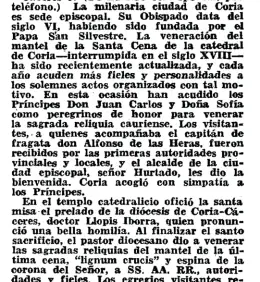 teléfono.) La milenaria ciudad de Coria
es sede episcopal. Su Obispado data del
siglo VI, habiendo sido fundada por el
Papa San Silvestre. La veneración del
mantel de la Santa Cena de la catedral
de Coria—interrumpida en el siglo XVIII—
ha sido recientemente actualizada, y cada
año acuden más fieles y personalidades a
los solemnes actos organizados con tal mo-
tivo. En esta ocasión han acudido los
Príncipes Don Juan Carlos y Doña Sofía
como peregrinos de honor para venerar
la sagrada reliquia cauriense. Los visitan-
tes, a quienes acompañaba el capitán de
fragata don Alfonso de las Heras, fueron
recibidos por las primeras autoridades pro-
vinciales y locales, y el alcalde de la ciu-
dad episcopal, señor Hurtado, les dio la
bienvenida. Coria acogió con simpatía a
los Príncipes.
En el templo catedralicio ofició la santa
misa el prelado de la diócesis de Coria-Cá-
ceres, doctor Llopis Iborra, quien pronun-
ció una bella homilía. Al finalizar el santo
sacrificio, el pastor diocesano dio a venerar
las sagradas reliquias del mantel de la úl-
tima cena, "lignum crucis" y espina de la
corona del Señor, a SS. AA. RR., autori-
dades y fieles. Los egregios visitantes re-